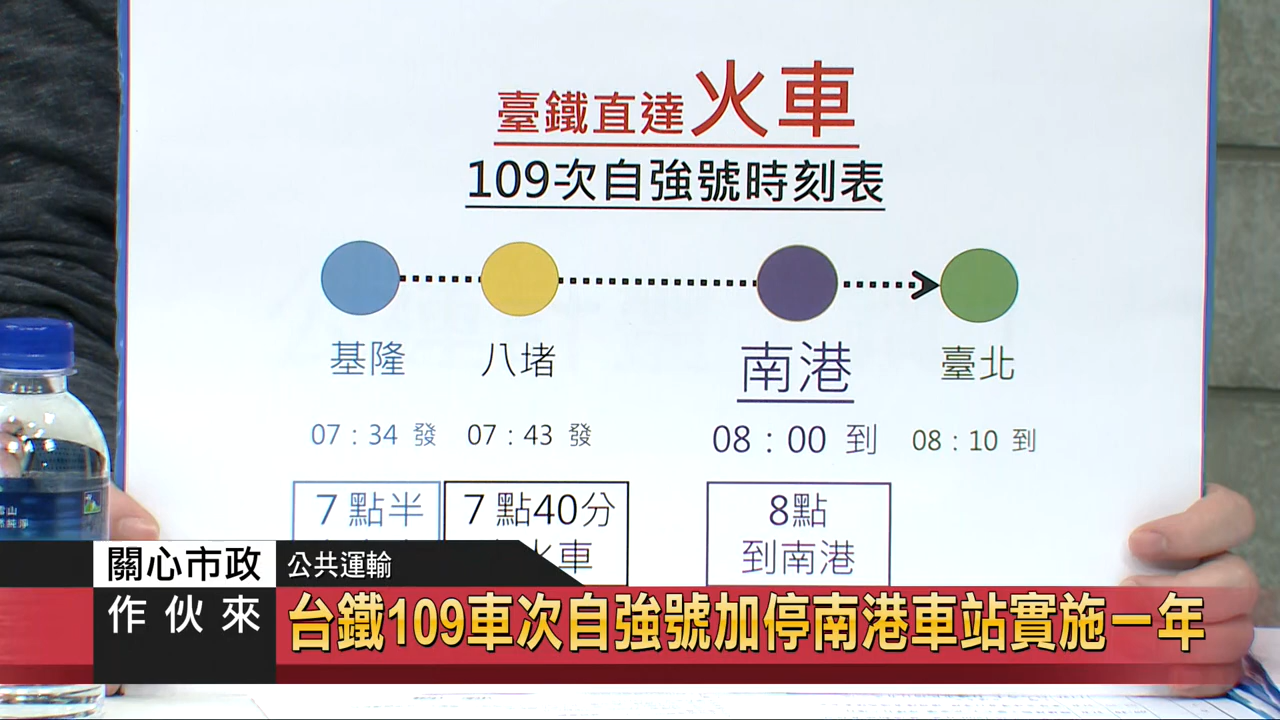 臺鐵直達火車
109次自強號時刻表
基隆 八堵 南港 臺北
07:34 發 07:43 發 08:00 到 08:10 到
7點半 7點40分 8點
火車 到南港
關心市政 公共運輸
作伙來 台鐵109車次自強號加停南港車站實施一年